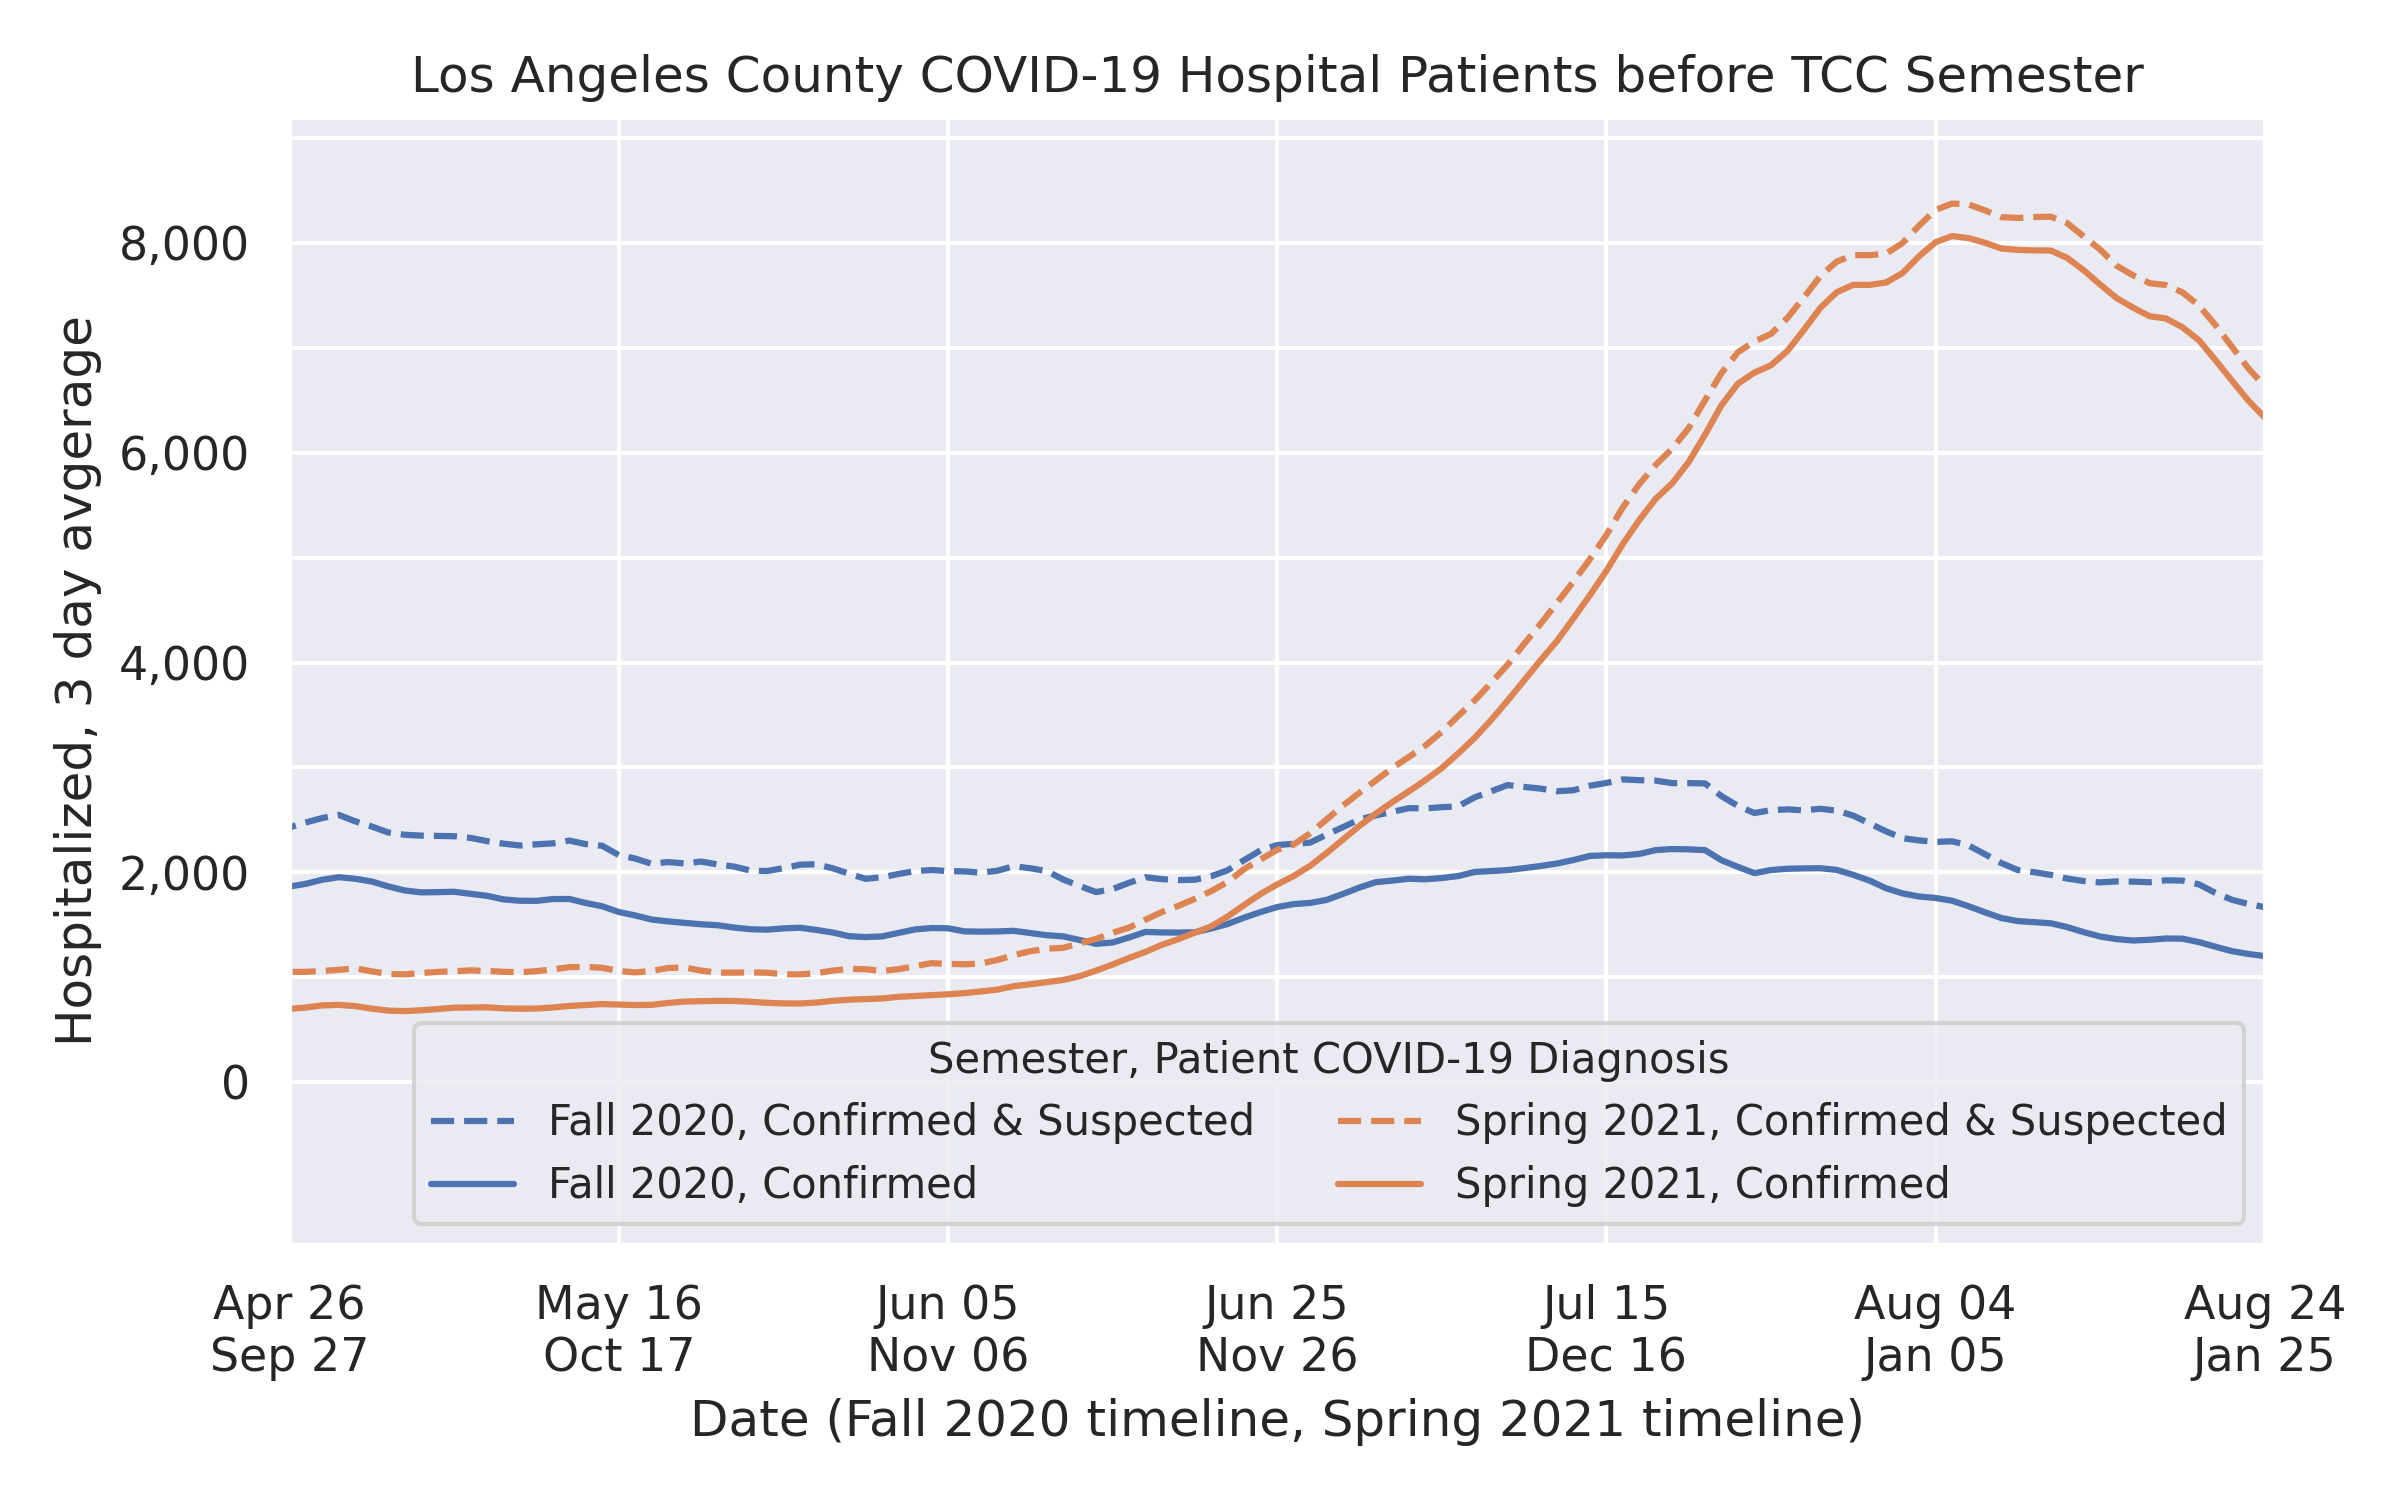 Los Angeles County COVID-19 Hospital Patients before TCC Semester
Hospitalized, 3 day avgerage
8,000
6,000
4,000
2,000
0
Semester, Patient COVID-19 Diagnosis
Fall 2020, Confirmed & Suspected
Fall 2020, Confirmed
Spring 2021, Confirmed & Suspected
Spring 2021, Confirmed
Apr 26
Sep 27
May 16
Oct 17
Jun 05
Nov 06
Jun 25
Nov 26
Jul 15
Dec 16
Aug 04
Jan 05
Aug 24
Jan 25
Date (Fall 2020 timeline, Spring 2021 timeline)